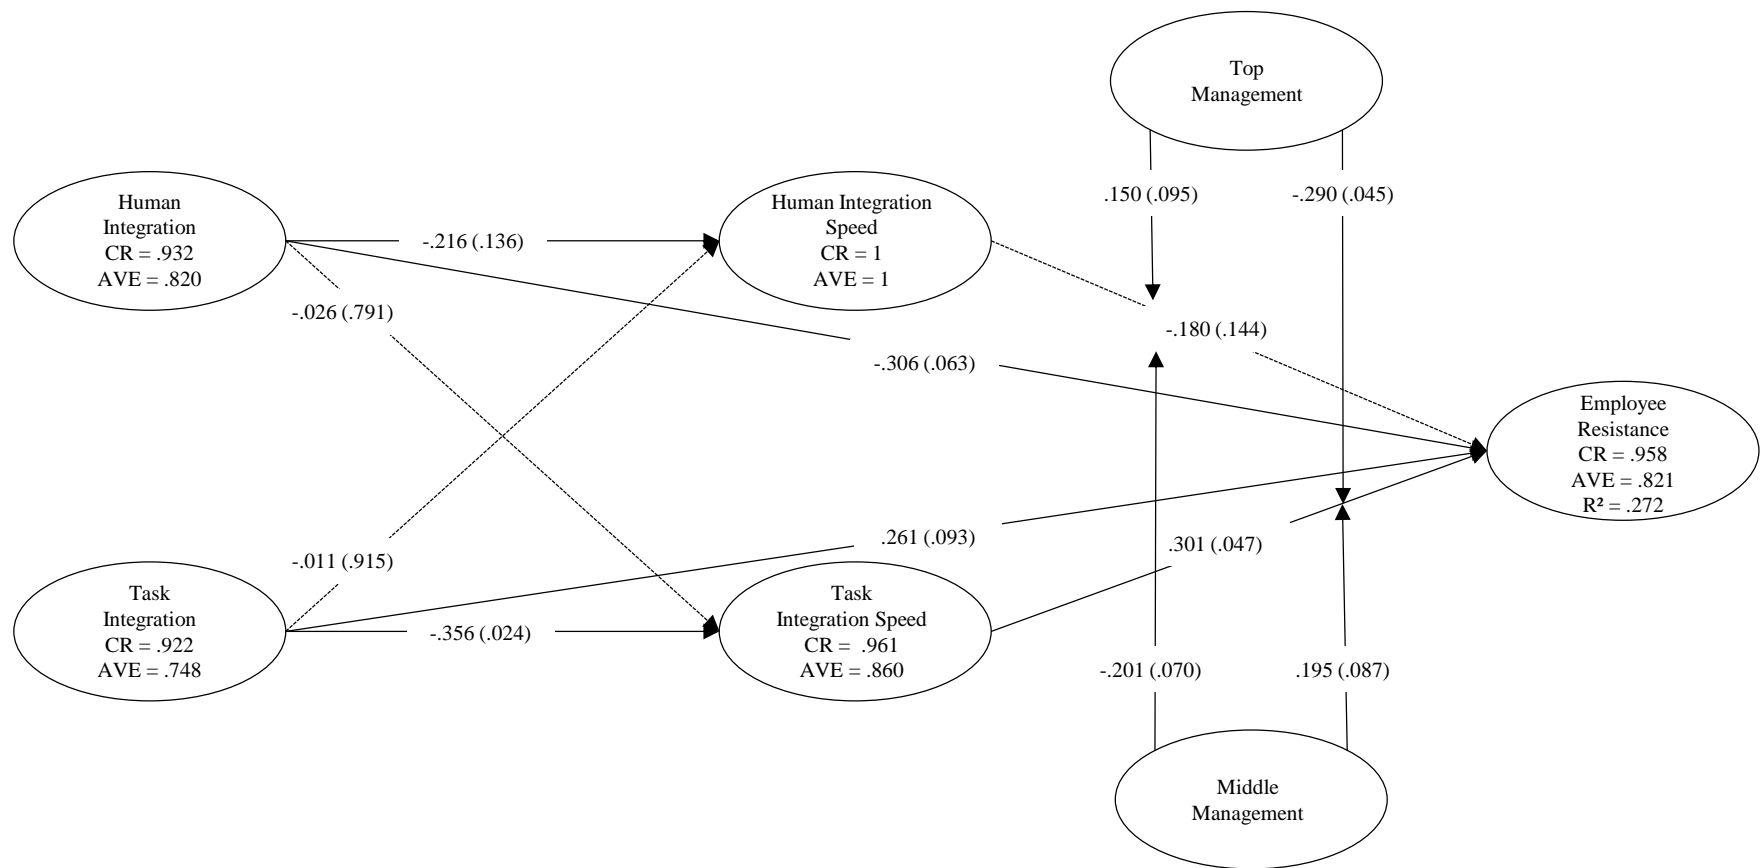 Top
Management
.150 (.095)
-.290 (.045)
Human
Integration
CR = .932
AVE = .820
-.216 (.136)
Human Integration
Speed
CR = 1
AVE = 1
-.026 (.791)
-.180 (.144)
-.306 (.063)
Employee
Resistance
CR = .958
AVE = .821
R² = .272
-.011 (.915)
.261 (.093)
.301 (.047)
Task
Integration
CR = .922
AVE = .748
-.356 (.024)
Task
Integration Speed
CR = .961
AVE = .860
-.201 (.070)
.195 (.087)
Middle
Management